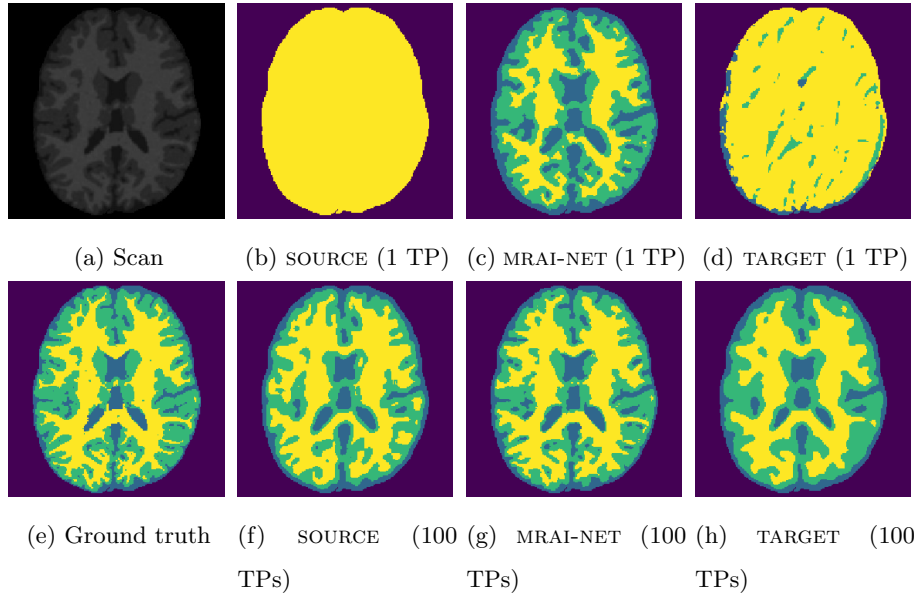 (a) Scan
(b) SOURCE (1 TP)
(c) MRAI-NET (1 TP)
(d) TARGET (1 TP)
(e) Ground truth
(f) SOURCE (100 TPs)
(g) MRAI-NET (100 TPs)
(h) TARGET (100 TPs)